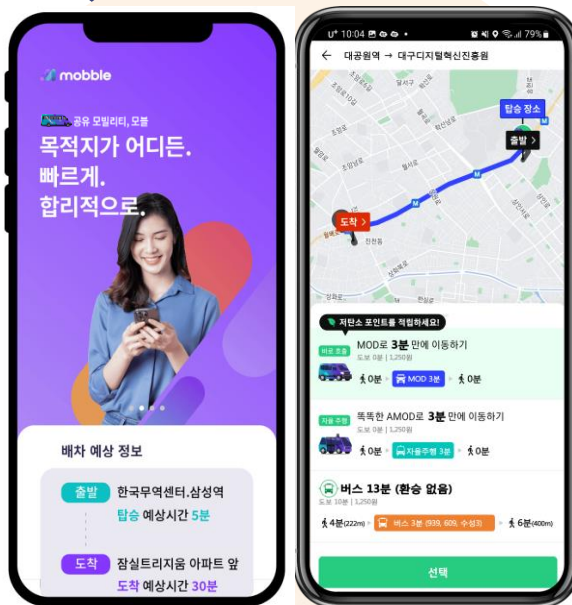 mobble
공유 모빌리티, 모블
목적지가 어디든.
빠르게.
합리적으로.
배차 예상 정보
출발 한국무역센터.삼성역
탑승 예상시간 5분
도착 잠실트리지움 아파트 앞
도착 예상시간 30분
U+ 10:04 79%
← 대공원역 → 대구디지털혁신진흥원
달서구
탑승 장소
출발 >
M
M
M
도착 >
진천동
저탄소 포인트를 적립하세요!
바로 호출 MOD로 3분 만에 이동하기
도보 0분 | 1,250원
0분 MOD 3분 0분
자율 주행 똑똑한 AMOD로 3분 만에 이동하기
도보 0분 | 1,250원
0분 자율주행 3분 0분
버스 13분 (환승 없음)
도보 10분 | 1,250원
4분(222m) 버스 3분 (939, 609, 수성3) 6분(400m)
선택